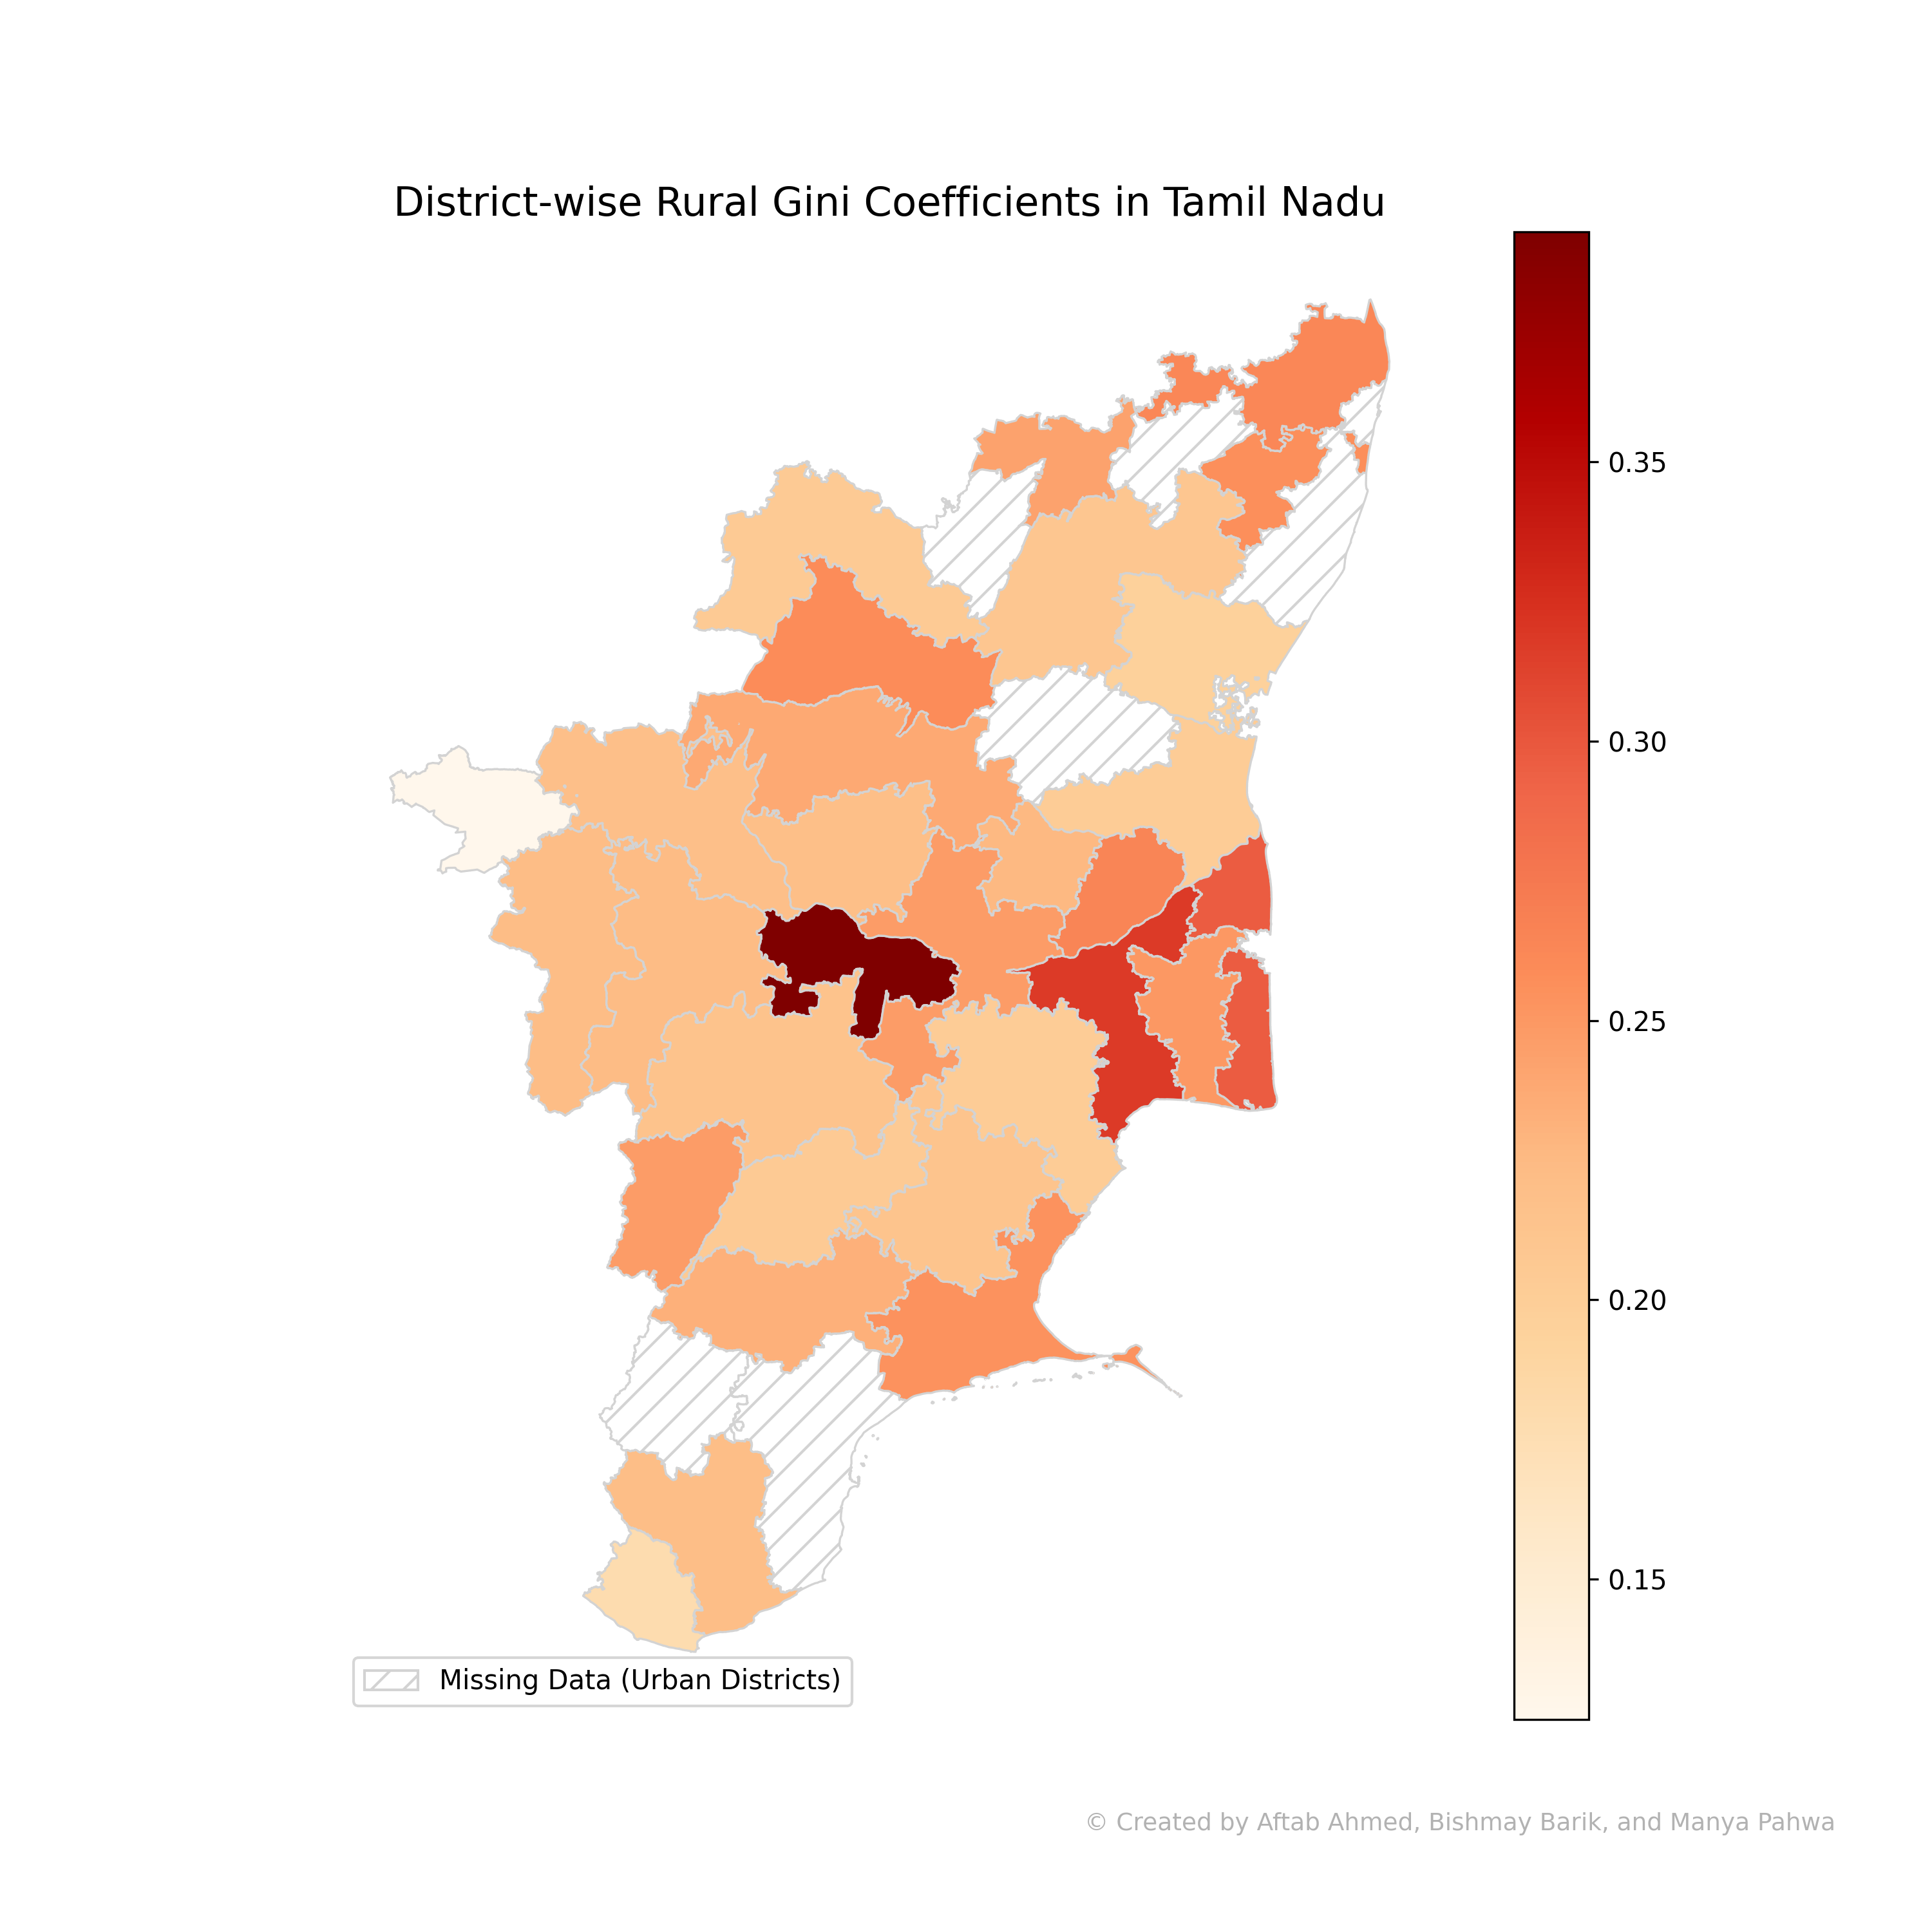 District-wise Rural Gini Coefficients in Tamil Nadu
0.35
0.30
0.25
0.20
0.15
Missing Data (Urban Districts)
© Created by Aftab Ahmed, Bishmay Barik, and Manya Pahwa